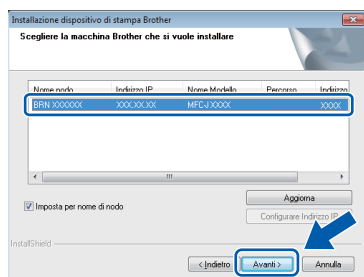 Installazione dispositivo di stampa Brother
Scegliere la macchina Brother che si vuole installare
Nome nodo Indirizzo IP Nome Modello Percorso Indirizzo
BRN XXXXXX XXX.XX.XX MFC-J XXXX XXXX
Imposta per nome di nodo
Aggiorna
Configurare Indirizzo IP
InstallShield
< Indietro Avanti > Annulla